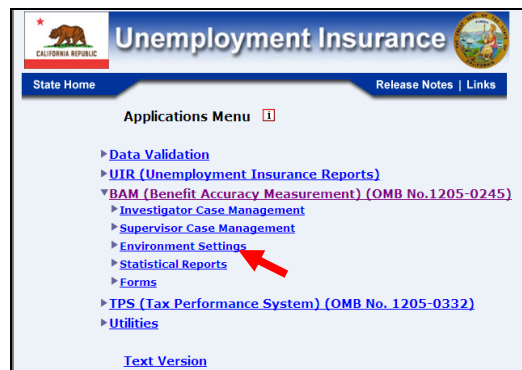 CALIFORNIA REPUBLIC
Unemployment Insurance
State Home
Release Notes | Links
Applications Menu i
Data Validation
UIR (Unemployment Insurance Reports)
BAM (Benefit Accuracy Measurement) (OMB No.1205-0245)
Investigator Case Management
Supervisor Case Management
Environment Settings
Statistical Reports
Forms
TPS (Tax Performance System) (OMB No. 1205-0332)
Utilities
Text Version